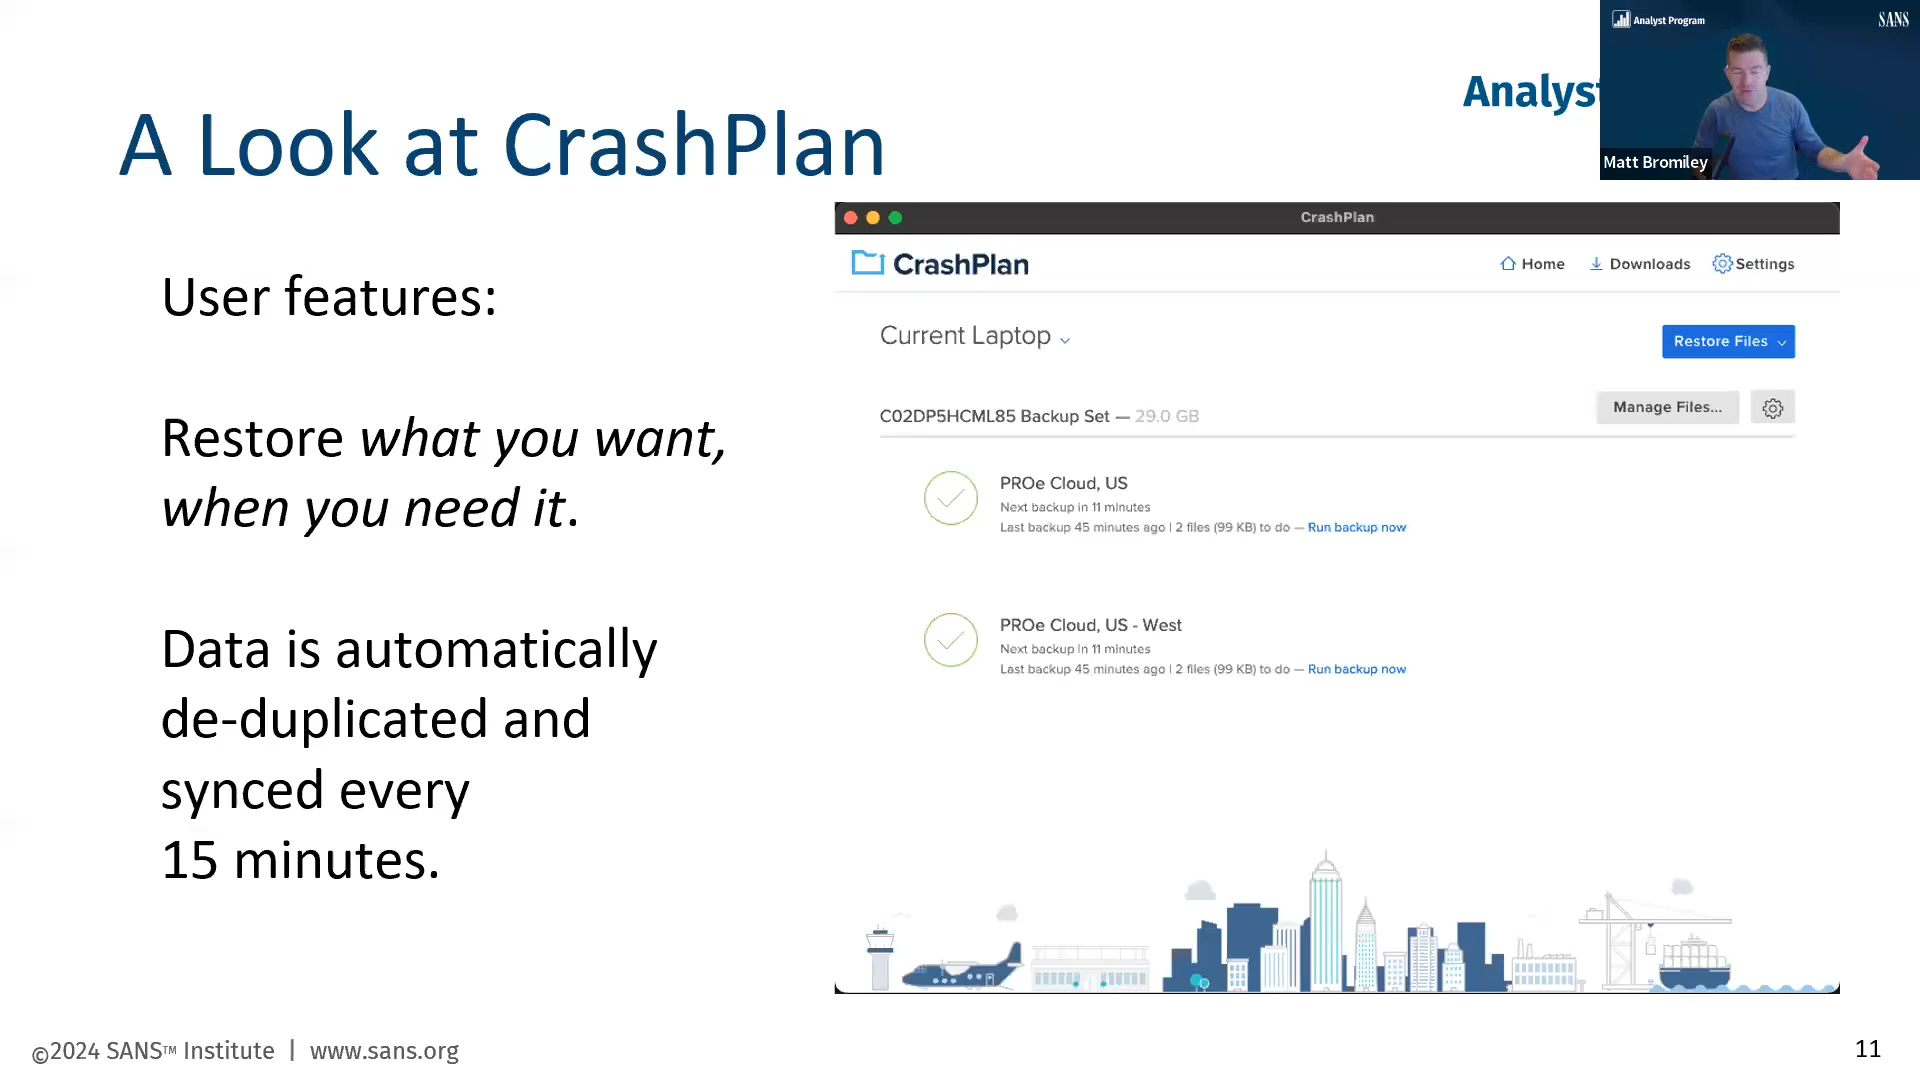 Analyst Program
SANS
Analys
Matt Bromiley
A Look at CrashPlan
User features:
Restore what you want,
when you need it.
Data is automatically
de-duplicated and
synced every
15 minutes.
CrashPlan
CrashPlan
Home
Downloads
Settings
Current Laptop
Restore Files
C02DP5HCML85 Backup Set — 29.0 GB
Manage Files...
PROe Cloud, US
Next backup in 11 minutes
Last backup 45 minutes ago | 2 files (99 KB) to do — Run backup now
PROe Cloud, US - West
Next backup in 11 minutes
Last backup 45 minutes ago | 2 files (99 KB) to do — Run backup now
©2024 SANS™ Institute | www.sans.org
11